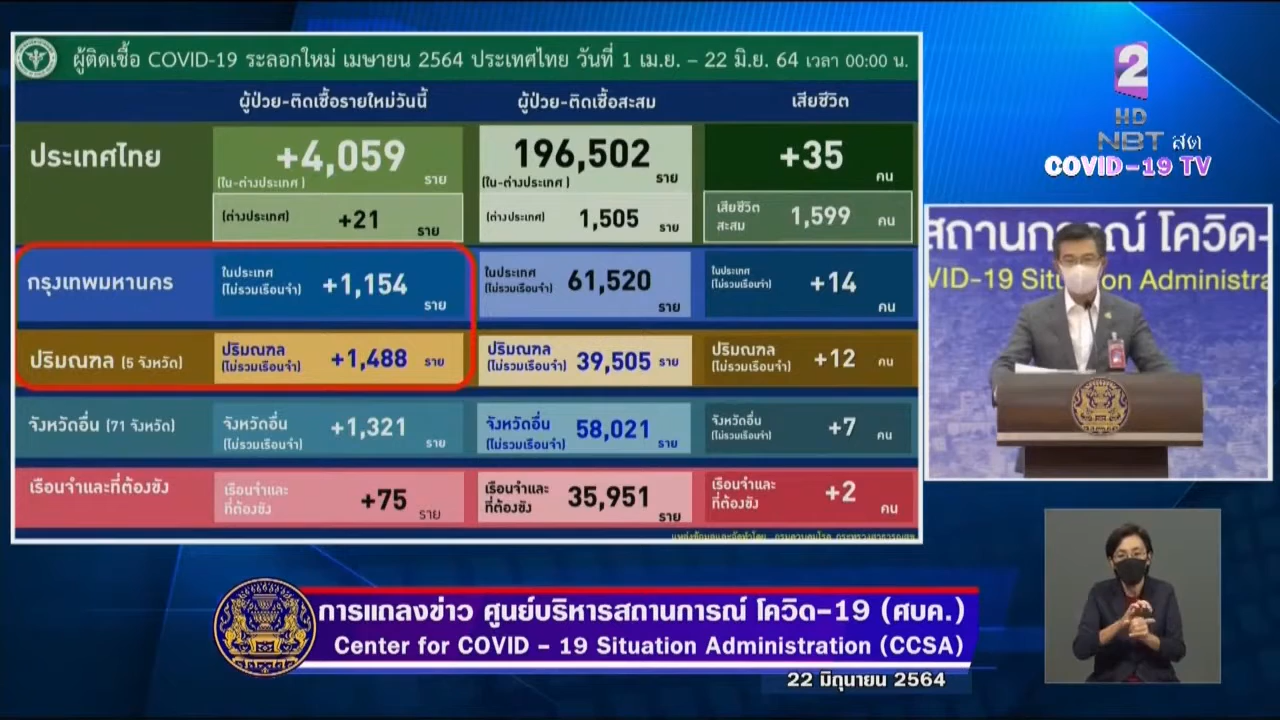 ผู้ติดเชื้อ COVID-19 ระลอกใหม่ เมษายน 2564 ประเทศไทย วันที่ 1 เม.ย. – 22 มิ.ย. 64 เวลา 00:00 น.
ผู้ป่วย-ติดเชื้อรายใหม่วันนี้
ผู้ป่วย-ติดเชื้อสะสม
เสียชีวิต
ประเทศไทย
+4,059
(ใน-ต่างประเทศ )
ราย
196,502
(ใน-ต่างประเทศ )
ราย
+35
คน
(ต่างประเทศ)
+21
ราย
(ต่างประเทศ)
1,505
ราย
เสียชีวิต
สะสม
1,599
คน
กรุงเทพมหานคร
ในประเทศ
(ไม่รวมเรือนจำ)
+1,154
ราย
ในประเทศ
(ไม่รวมเรือนจำ)
61,520
ราย
ในประเทศ
(ไม่รวมเรือนจำ)
+14
คน
ปริมณฑล (5 จังหวัด)
ปริมณฑล
(ไม่รวมเรือนจำ)
+1,488
ราย
ปริมณฑล
(ไม่รวมเรือนจำ)
39,505
ราย
ปริมณฑล
(ไม่รวมเรือนจำ)
+12
คน
จังหวัดอื่น (71 จังหวัด)
จังหวัดอื่น
(ไม่รวมเรือนจำ)
+1,321
ราย
จังหวัดอื่น
(ไม่รวมเรือนจำ)
58,021
ราย
จังหวัดอื่น
(ไม่รวมเรือนจำ)
+7
คน
เรือนจำและที่ต้องขัง
เรือนจำและ
ที่ต้องขัง
+75
ราย
เรือนจำและ
ที่ต้องขัง
35,951
ราย
เรือนจำและ
ที่ต้องขัง
+2
คน
2
HD
NBT สด
COVID-19 TV
สถานการณ์ โควิด-
VID-19 Situation Administra
การแถลงข่าว ศูนย์บริหารสถานการณ์ โควิด-19 (ศบค.)
Center for COVID – 19 Situation Administration (CCSA)
22 มิถุนายน 2564